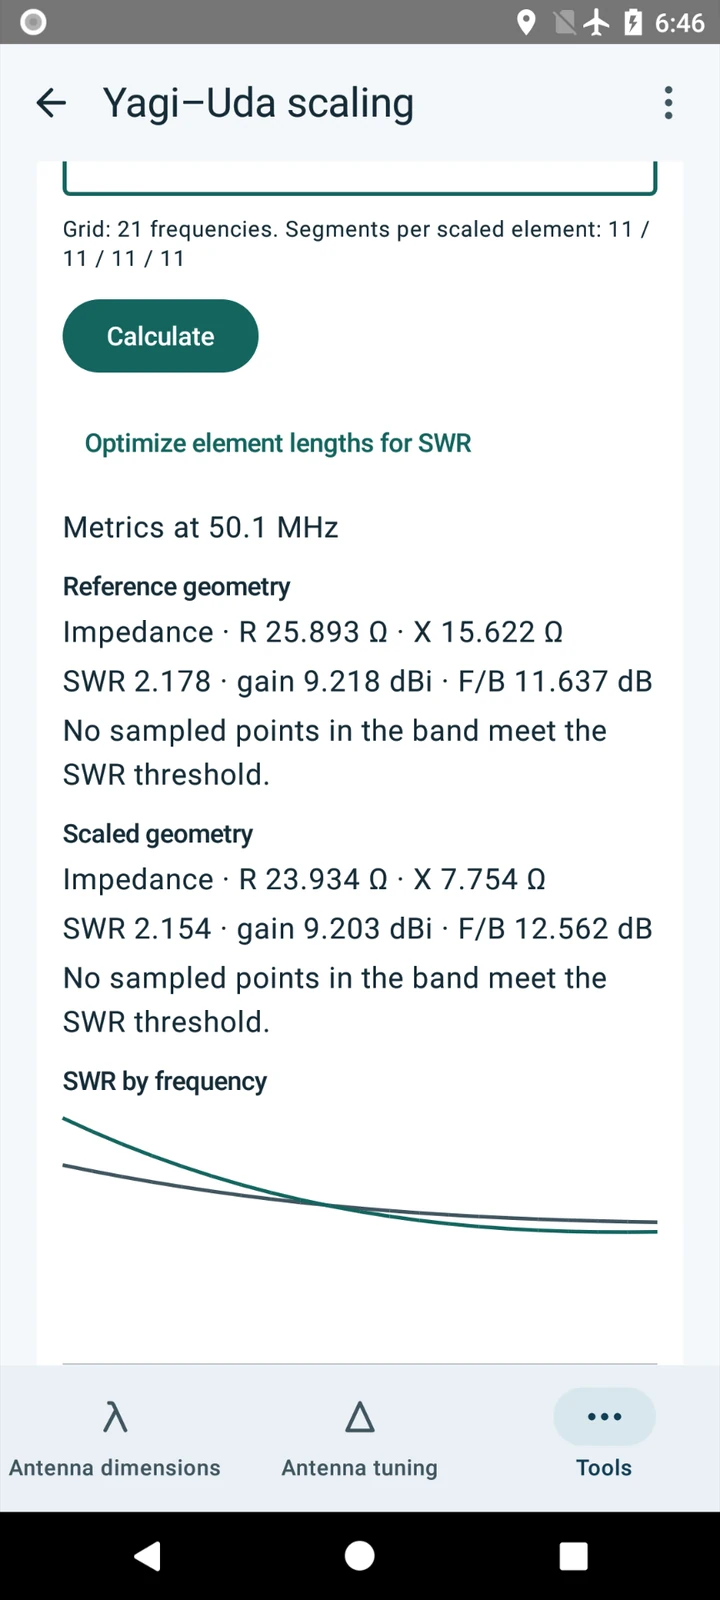 6:46
Yagi–Uda scaling
Grid: 21 frequencies. Segments per scaled element: 11 /
11 / 11 / 11
Calculate
Optimize element lengths for SWR
Metrics at 50.1 MHz
Reference geometry
Impedance · R 25.893 Ω · X 15.622 Ω
SWR 2.178 · gain 9.218 dBi · F/B 11.637 dB
No sampled points in the band meet the
SWR threshold.
Scaled geometry
Impedance · R 23.934 Ω · X 7.754 Ω
SWR 2.154 · gain 9.203 dBi · F/B 12.562 dB
No sampled points in the band meet the
SWR threshold.
SWR by frequency
λ
Antenna dimensions
Antenna tuning
Tools